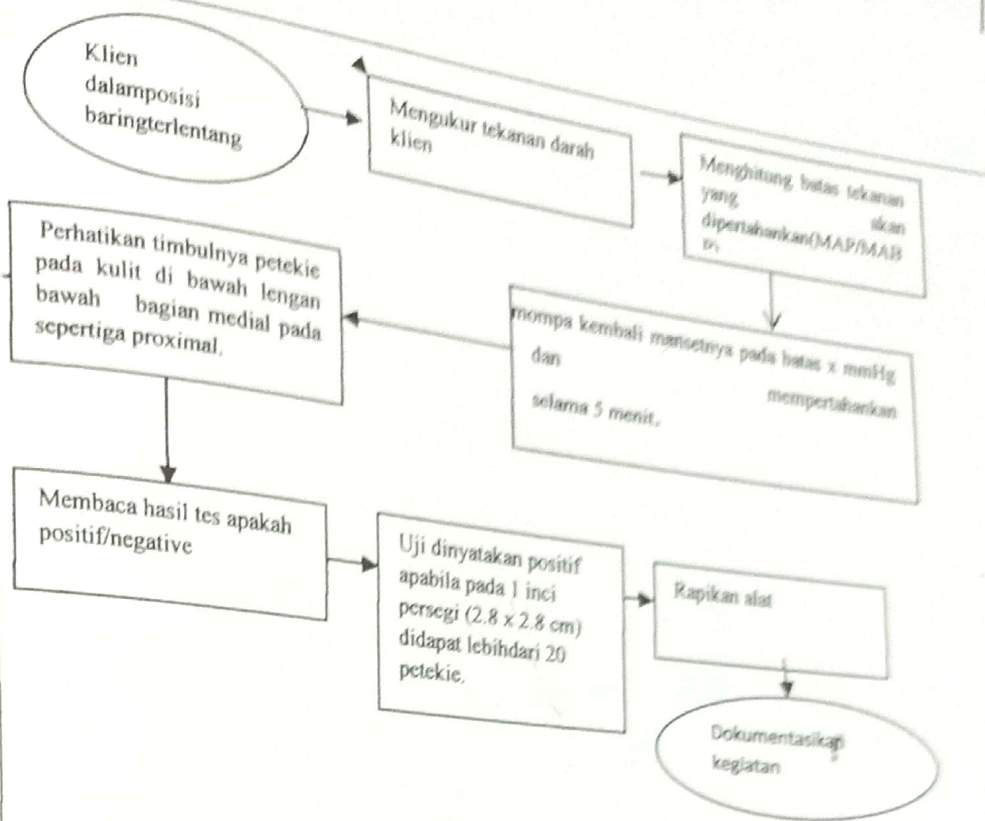 Klien
dalamposisi
baringterlentang
Mengukur tekanan darah
klien
Menghitung batas tekanan
yang akan
dipertahankan(MAP/MAB
P)
mompa kembali mansetnya pada batas x mmHg
dan mempertahankan
selama 5 menit.
Perhatikan timbulnya petekie
pada kulit di bawah lengan
bawah bagian medial pada
sepertiga proximal.
Membaca hasil tes apakah
positif/negative
Uji dinyatakan positif
apabila pada 1 inci
persegi (2.8 x 2.8 cm)
didapat lebihdari 20
petekie.
Rapikan alat
Dokumentasikan
kegiatan